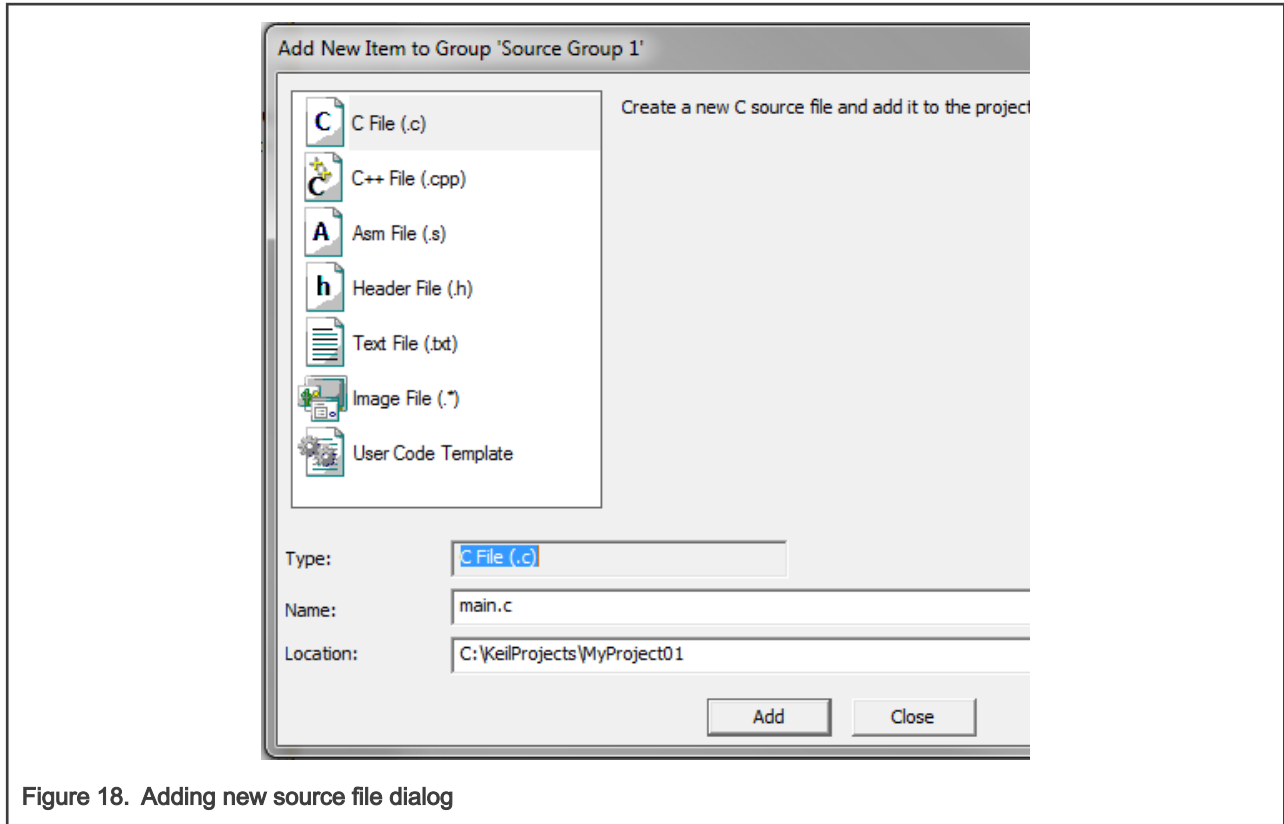 Add New Item to Group 'Source Group 1'
C File (.c)
Create a new C source file and add it to the project
C++ File (.cpp)
Asm File (.s)
Header File (.h)
Text File (.txt)
Image File (.*)
User Code Template
Type:
C File (.c)
Name:
main.c
Location:
C:\KeilProjects\MyProject01
Add
Close
Figure 18. Adding new source file dialog